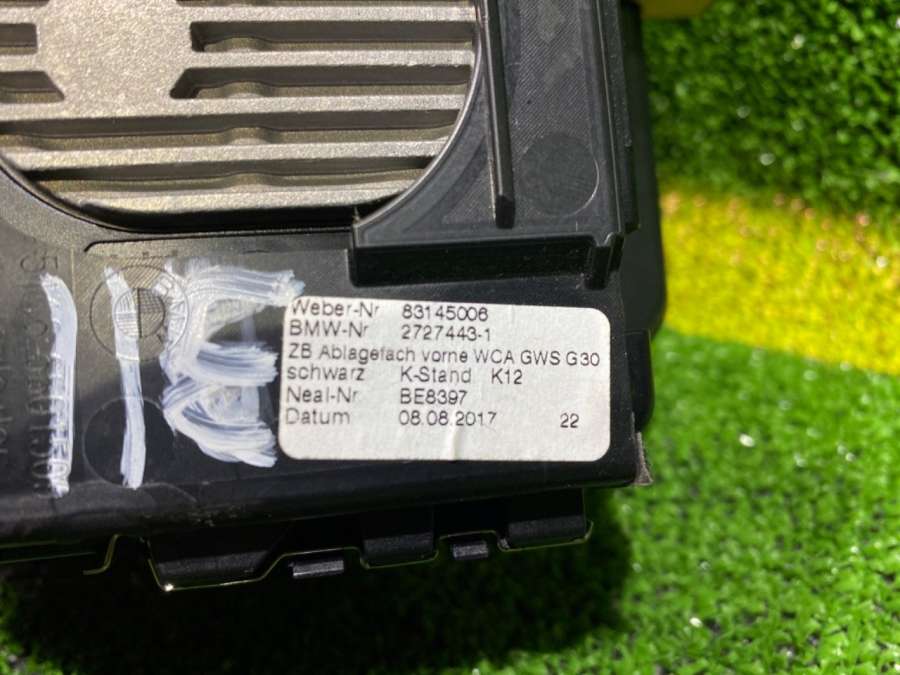 Weber-Nr 83145006
BMW-Nr 2727443-1
ZB Ablagefach vorne WCA GWS G30
schwarz K-Stand K12
Neal-Nr BE8397
Datum 08.08.2017 22